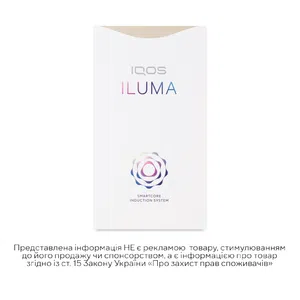 IQOS
ILUMA
SMARTCORE
INDUCTION SYSTEM
Представлена інформація НЕ є рекламою товару, стимулюванням
до його продажу чи спонсорством, а є інформацією про товар
згідно із ст. 15 Закону України «Про захист прав споживачів»